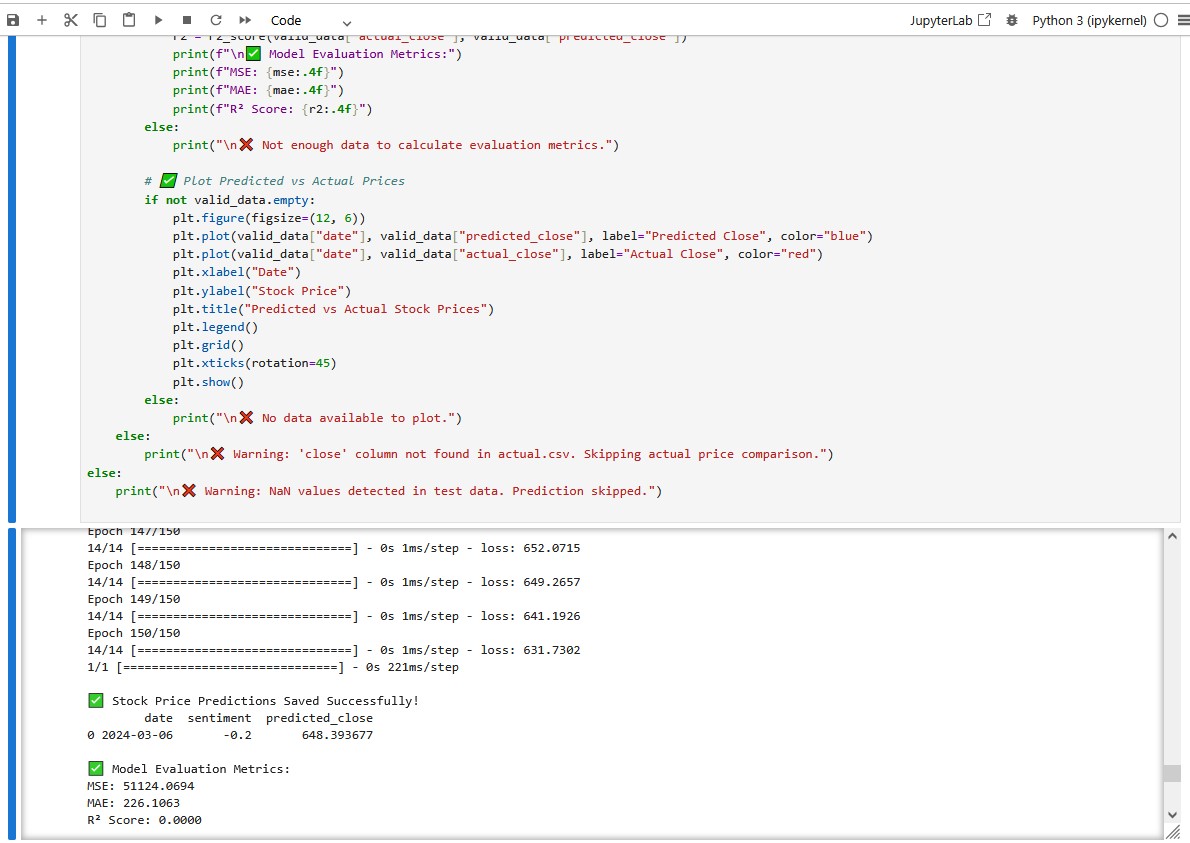 Code
JupyterLab
Python 3 (ipykernel)
r2 = r2_score(valid_data["actual_close"], valid_data["predicted_close"])
print(f"\n✅ Model Evaluation Metrics:")
print(f"MSE: {mse:.4f}")
print(f"MAE: {mae:.4f}")
print(f"R² Score: {r2:.4f}")
else:
print("\n❌ Not enough data to calculate evaluation metrics.")
# ✅ Plot Predicted vs Actual Prices
if not valid_data.empty:
plt.figure(figsize=(12, 6))
plt.plot(valid_data["date"], valid_data["predicted_close"], label="Predicted Close", color="blue")
plt.plot(valid_data["date"], valid_data["actual_close"], label="Actual Close", color="red")
plt.xlabel("Date")
plt.ylabel("Stock Price")
plt.title("Predicted vs Actual Stock Prices")
plt.legend()
plt.grid()
plt.xticks(rotation=45)
plt.show()
else:
print("\n❌ No data available to plot.")
else:
print("\n❌ Warning: 'close' column not found in actual.csv. Skipping actual price comparison.")
else:
print("\n❌ Warning: NaN values detected in test data. Prediction skipped.")
Epoch 147/150
14/14 [==============================] - 0s 1ms/step - loss: 652.0715
Epoch 148/150
14/14 [==============================] - 0s 1ms/step - loss: 649.2657
Epoch 149/150
14/14 [==============================] - 0s 1ms/step - loss: 641.1926
Epoch 150/150
14/14 [==============================] - 0s 1ms/step - loss: 631.7302
1/1 [==============================] - 0s 221ms/step
✅ Stock Price Predictions Saved Successfully!
date sentiment predicted_close
0 2024-03-06 -0.2 648.393677
✅ Model Evaluation Metrics:
MSE: 51124.0694
MAE: 226.1063
R² Score: 0.0000